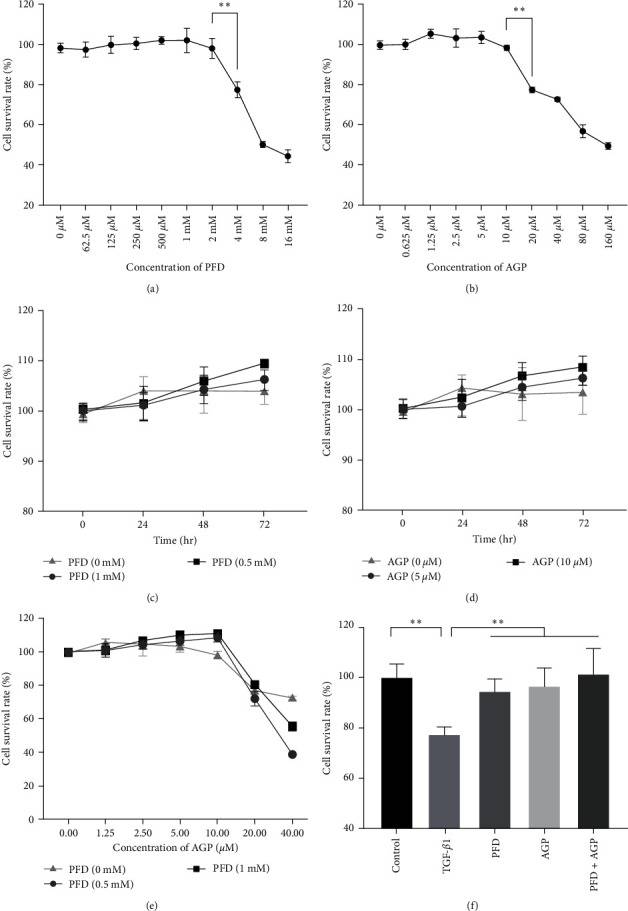 120
100
80
60
40
20
Cell survival rate (%)
**
0 µM
62.5 µM
125 µM
250 µM
500 µM
1 mM
2 mM
4 mM
8 mM
16 mM
Concentration of PFD
(a)
120
100
80
60
40
20
Cell survival rate (%)
**
0 µM
0.625 µM
1.25 µM
2.5 µM
5 µM
10 µM
20 µM
40 µM
80 µM
160 µM
Concentration of AGP
(b)
120
110
100
90
80
Cell survival rate (%)
0 24 48 72
Time (hr)
PFD (0 mM) PFD (0.5 mM)
PFD (1 mM)
(c)
120
110
100
90
80
Cell survival rate (%)
0 24 48 72
Time (hr)
AGP (0 µM) AGP (10 µM)
AGP (5 µM)
(d)
120
100
80
60
40
20
0
Cell survival rate (%)
0.00 1.25 2.50 5.00 10.00 20.00 40.00
Concentration of AGP (µM)
PFD (0 mM) PFD (1 mM)
PFD (0.5 mM)
(e)
120
100
80
60
40
Cell survival rate (%)
** **
Control
TGF-β1
PFD
AGP
PFD + AGP
(f)